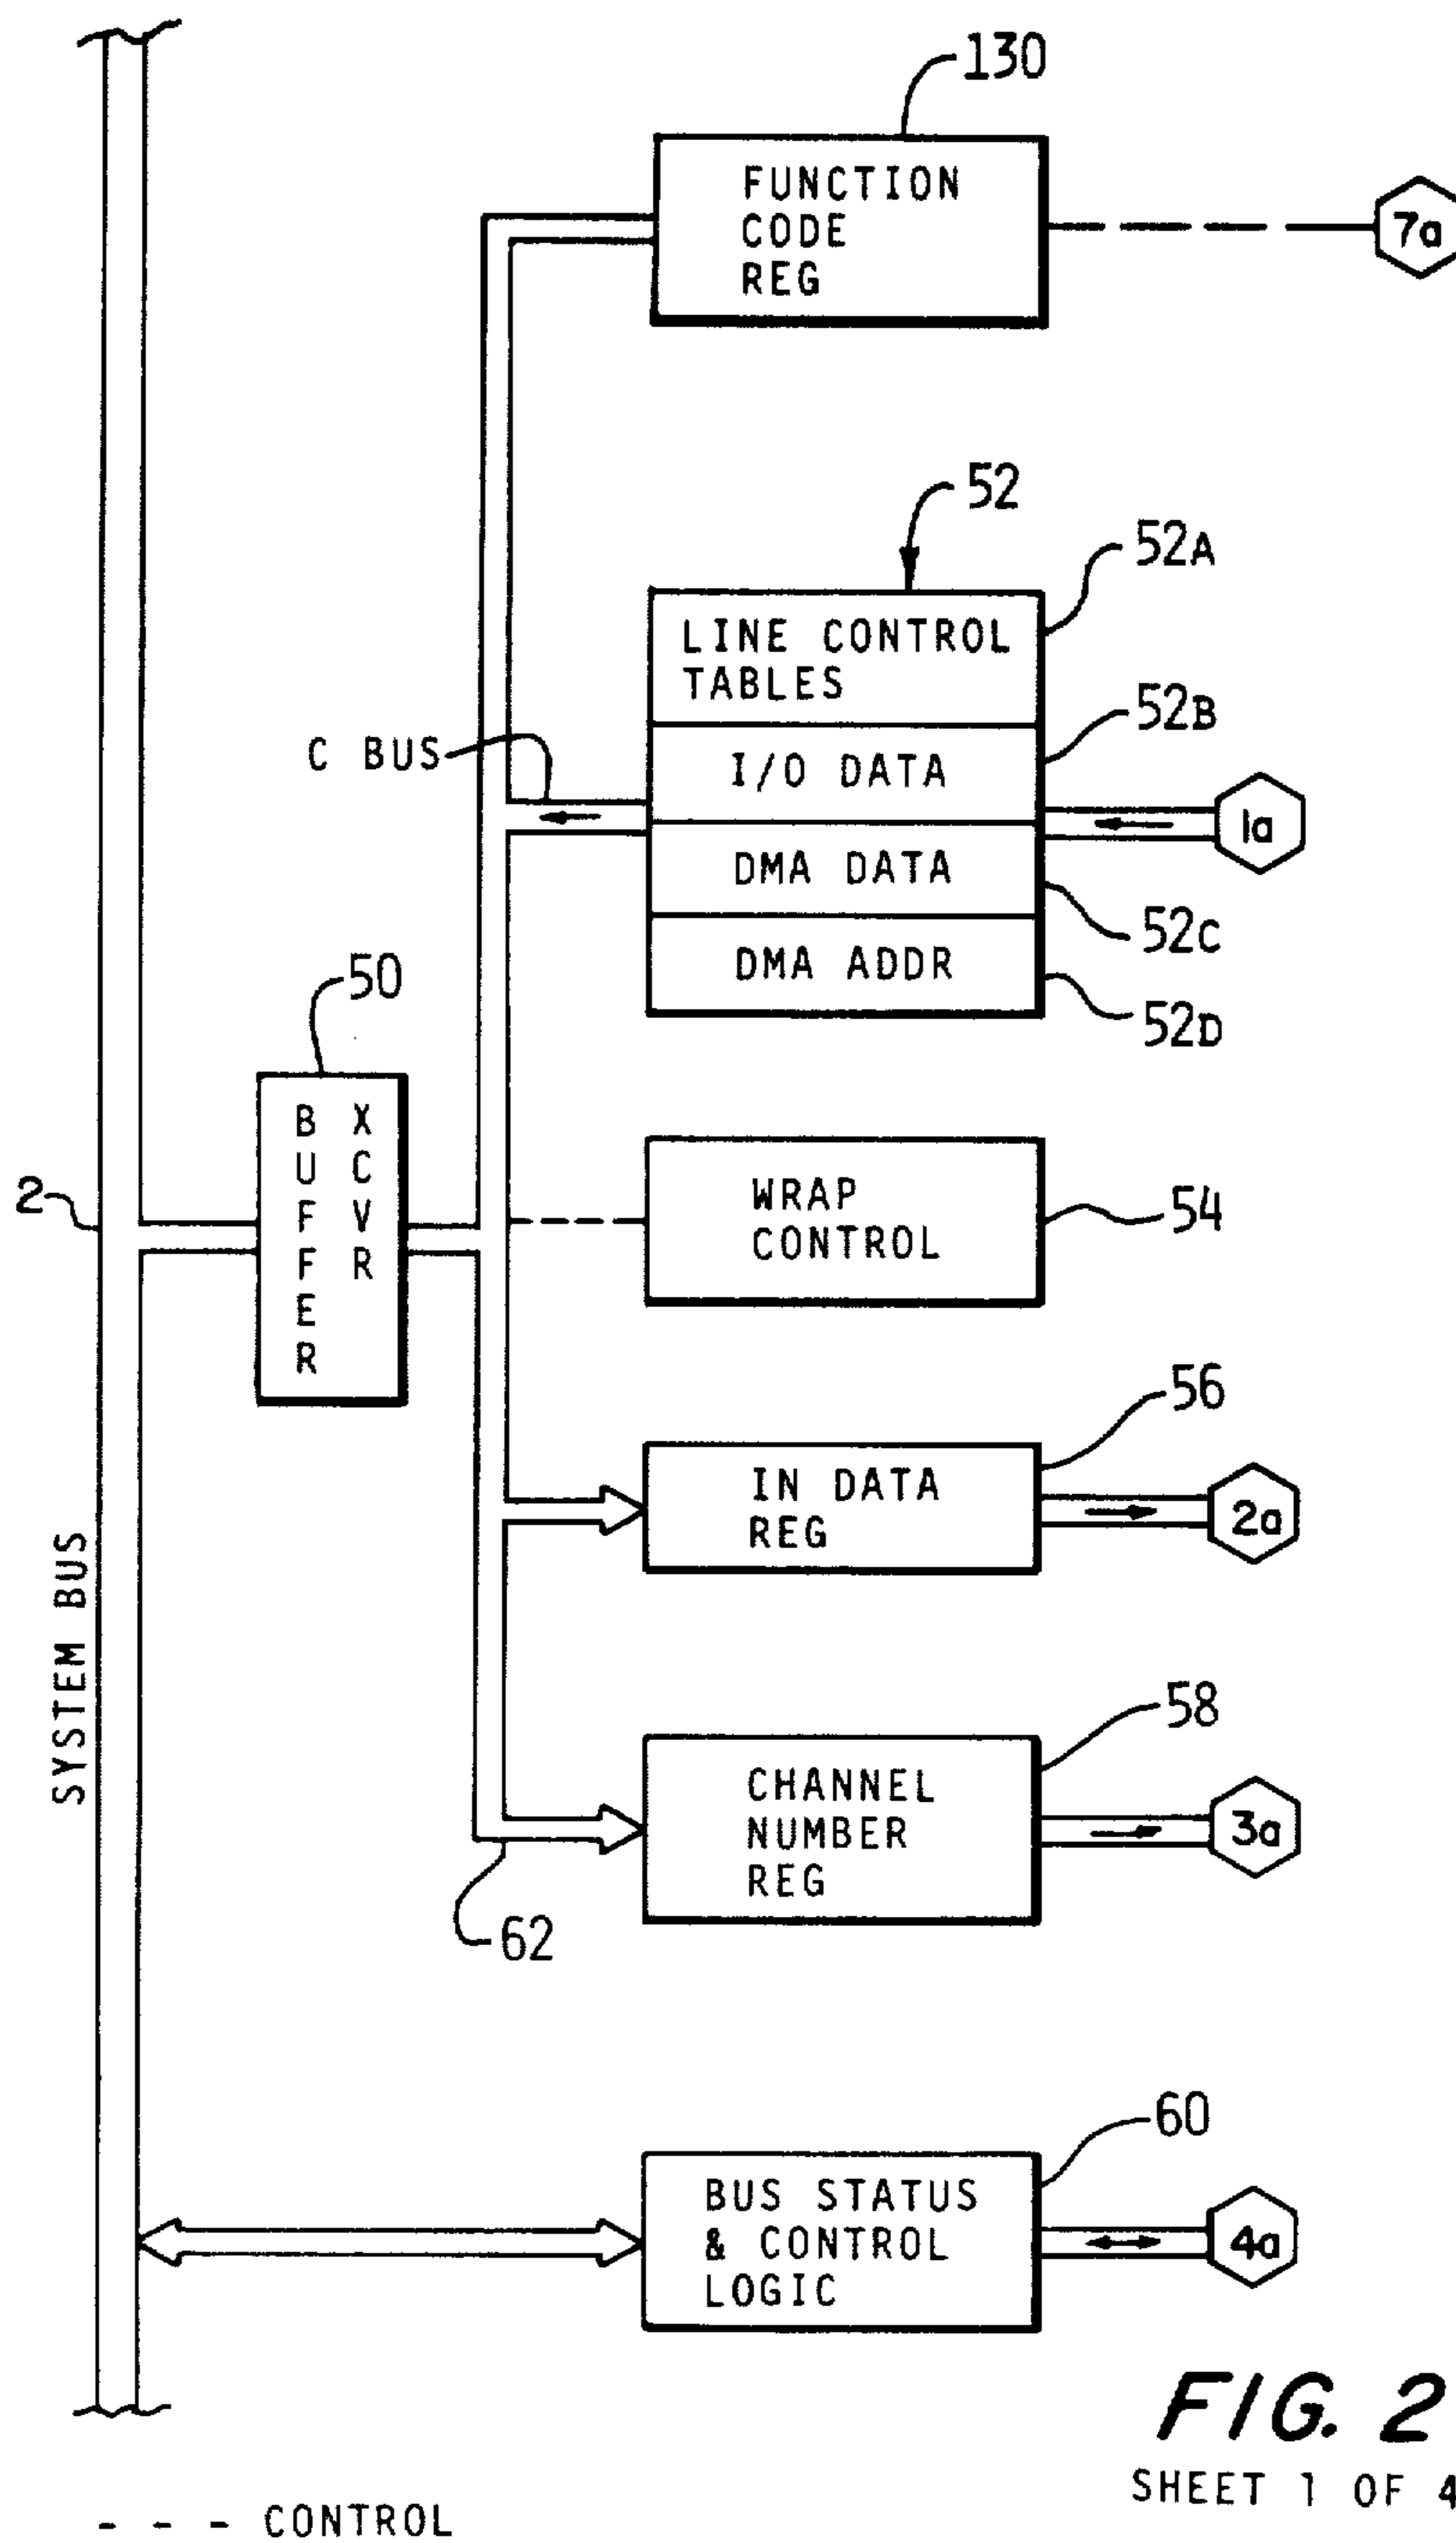 130
FUNCTION
CODE
REG
7a
52
52A
LINE CONTROL
TABLES
52B
C BUS
I/O DATA
1a
DMA DATA
52C
DMA ADDR
50
52D
BUFFER
XCVR
2
WRAP
CONTROL
54
56
IN DATA
REG
2a
SYSTEM BUS
58
CHANNEL
NUMBER
REG
3a
62
60
BUS STATUS
& CONTROL
LOGIC
4a
FIG. 2
SHEET 1 OF 4
--- CONTROL